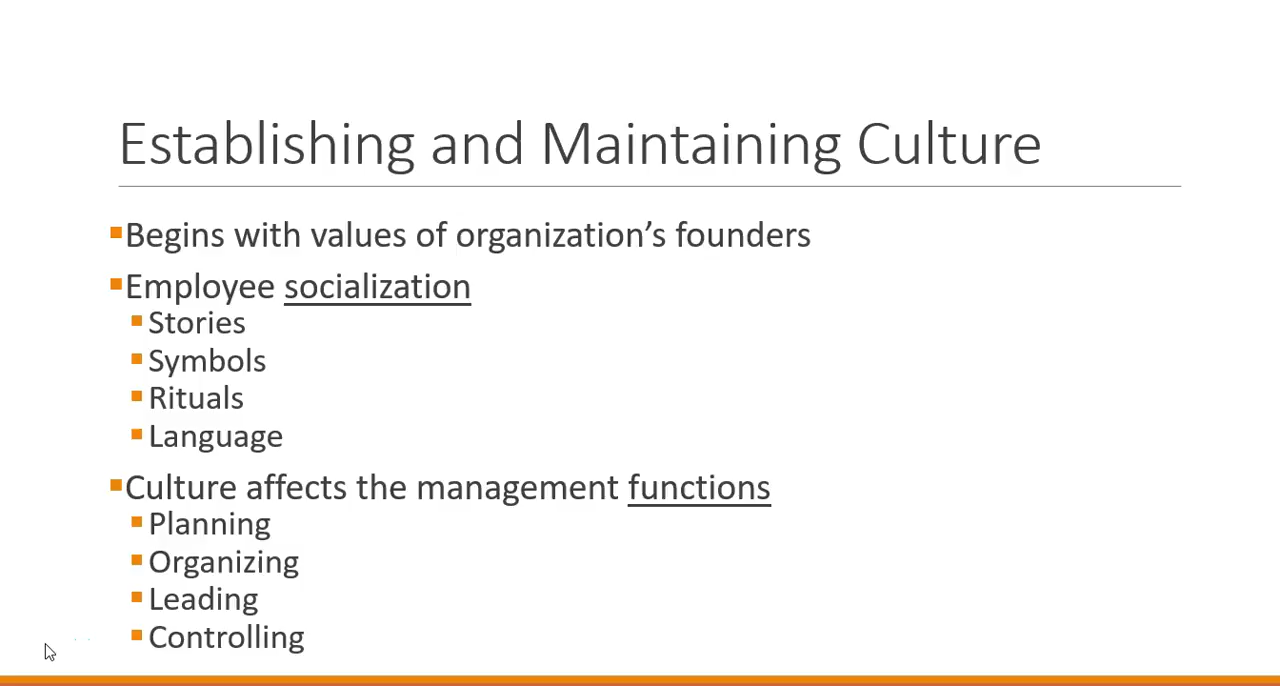 Establishing and Maintaining Culture
Begins with values of organization’s founders
Employee socialization
Stories
Symbols
Rituals
Language
Culture affects the management functions
Planning
Organizing
Leading
Controlling